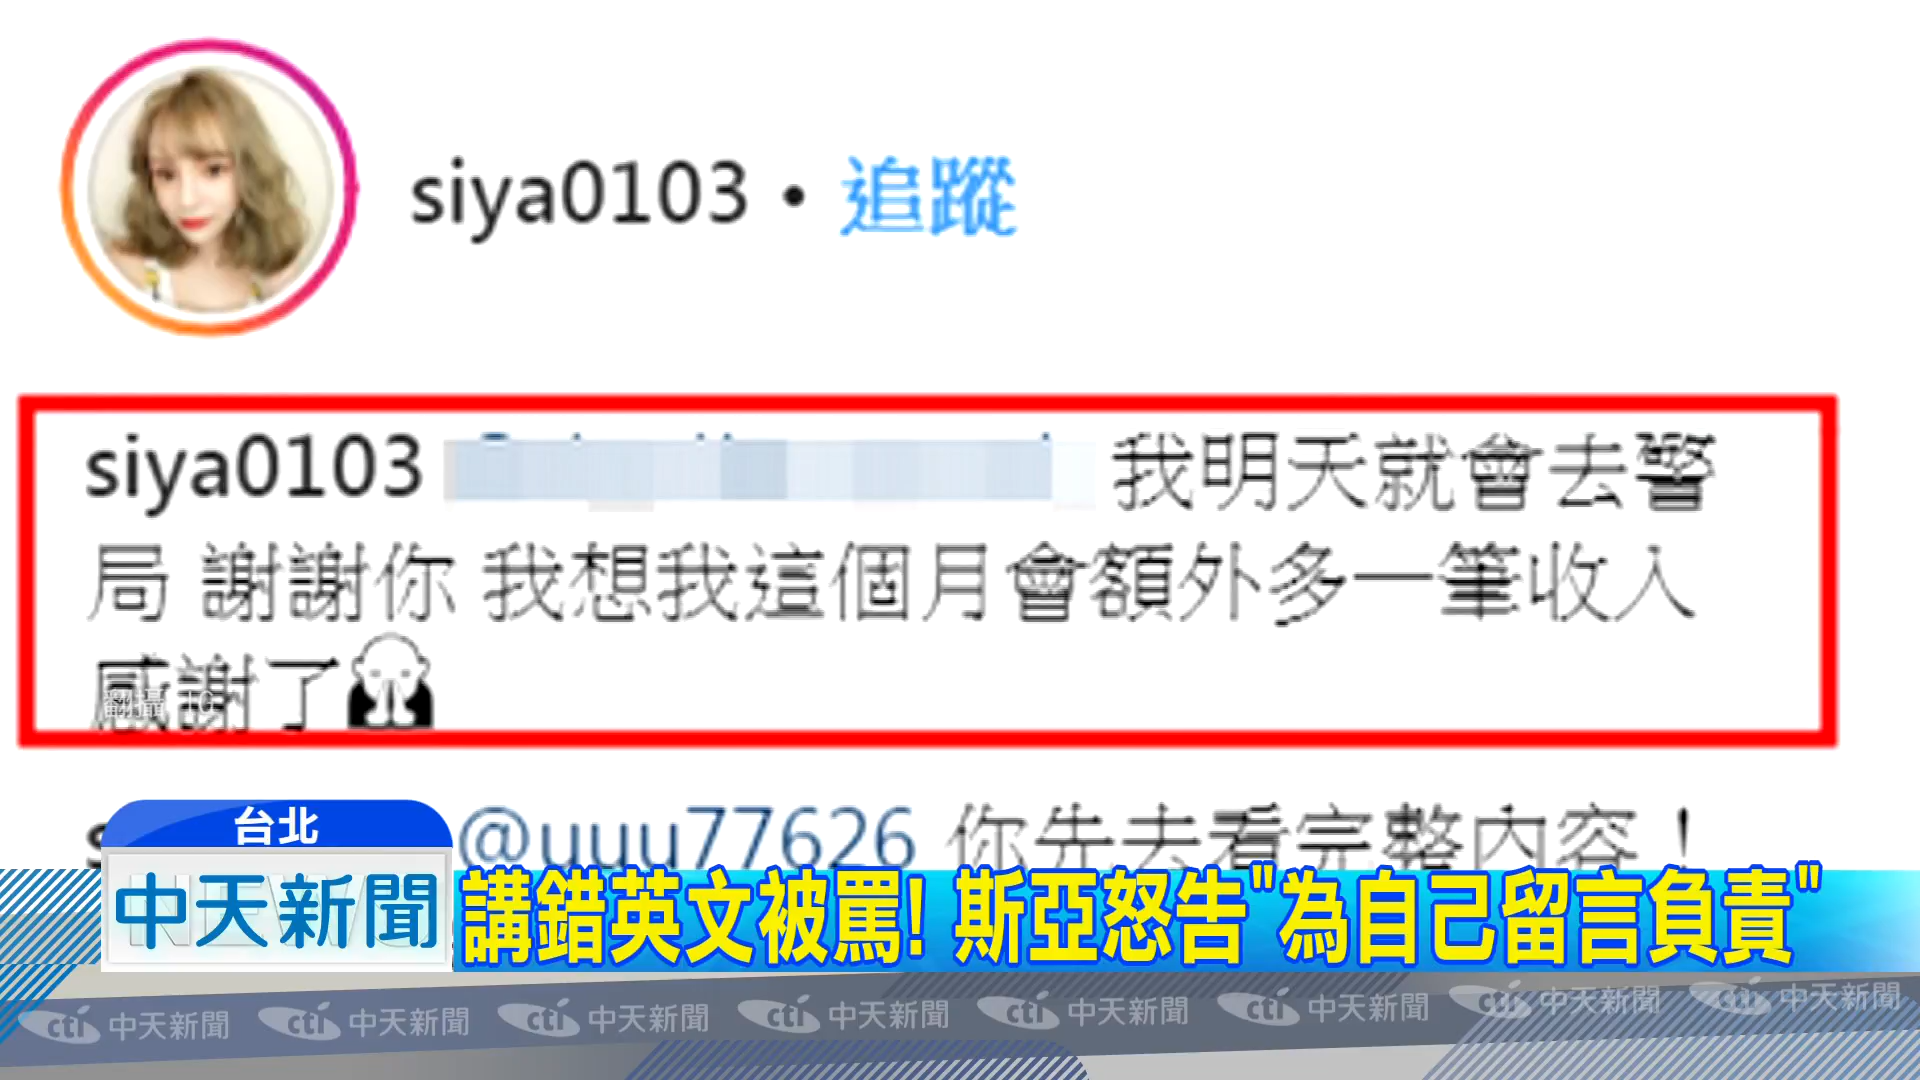 siya0103 • 追蹤
siya0103 我明天就會去警
局 謝謝你 我想我這個月會額外多一筆收入
感謝了
翻攝 IG
@uuu77626 你先去看完整內容！
台北
中天新聞
講錯英文被罵! 斯亞怒告"為自己留言負責"
cti 中天新聞 cti 中天新聞 cti 中天新聞 cti 中天新聞 cti 中天新聞 cti 中天新聞 cti 中天新聞 cti 中天新聞